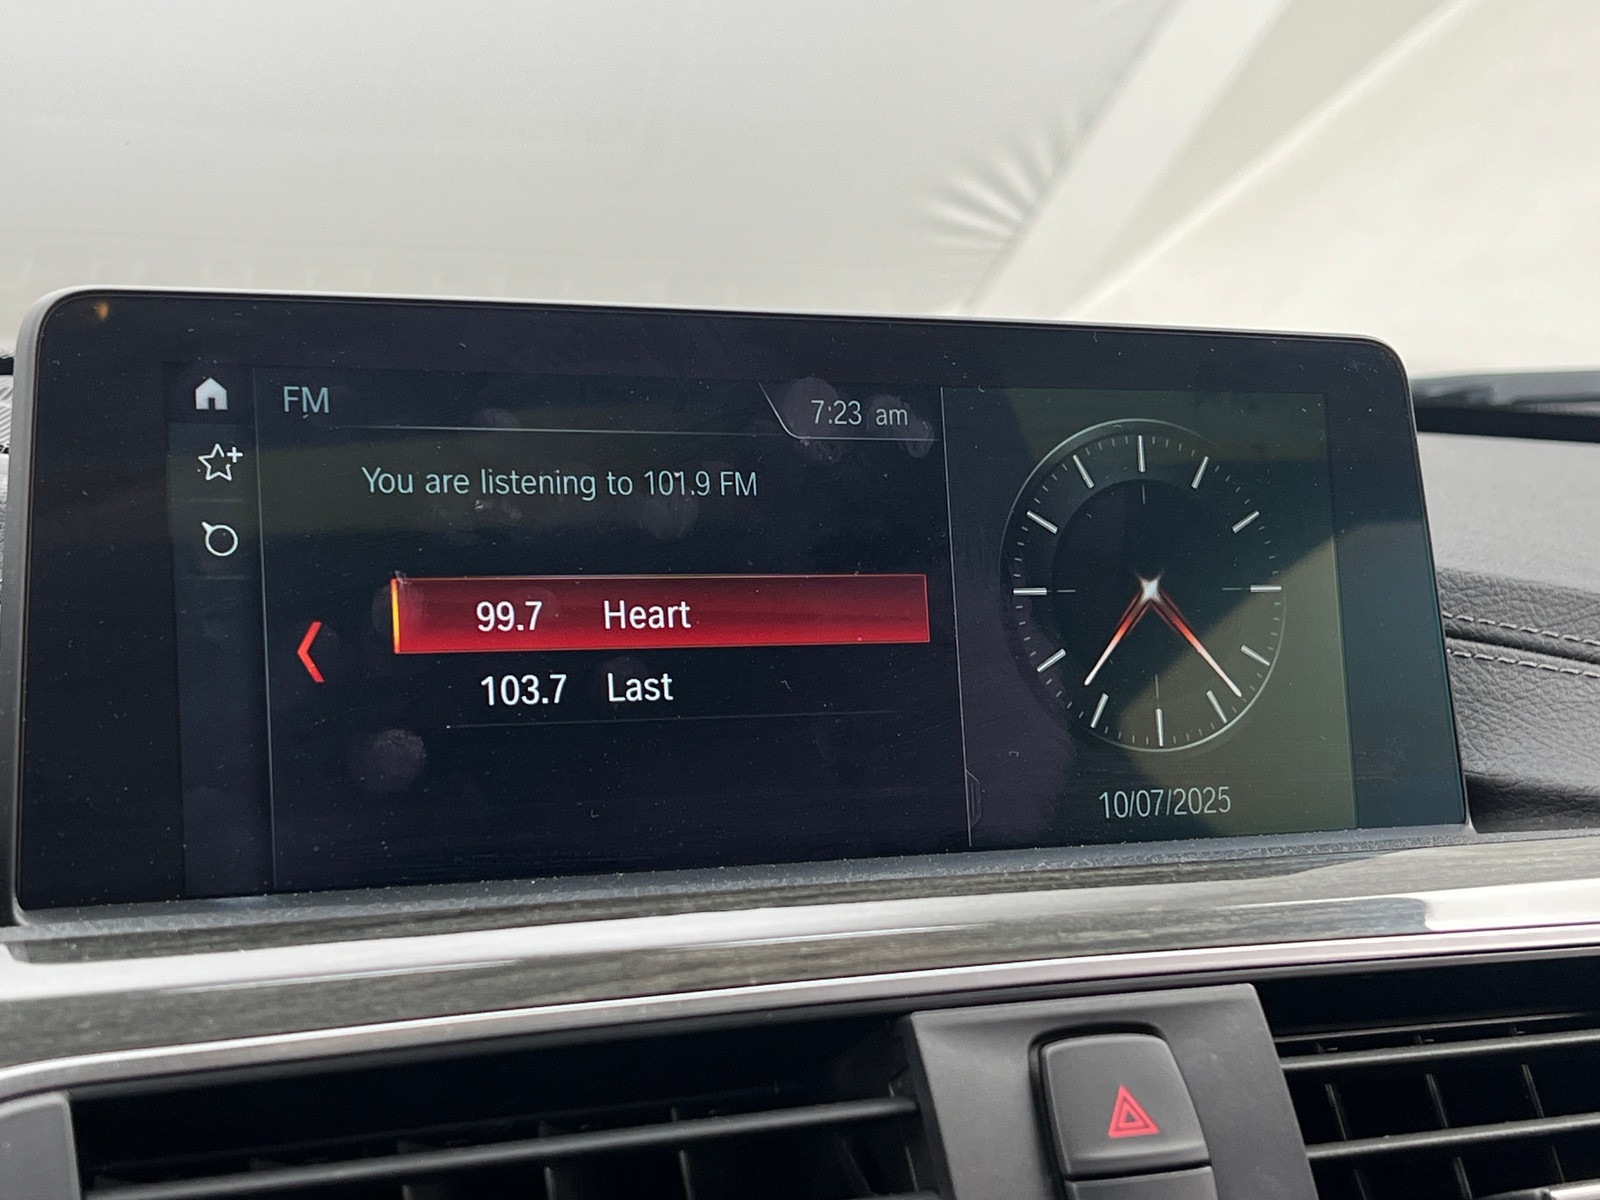 FM
7:23 am
You are listening to 101.9 FM
99.7 Heart
103.7 Last
10/07/2025